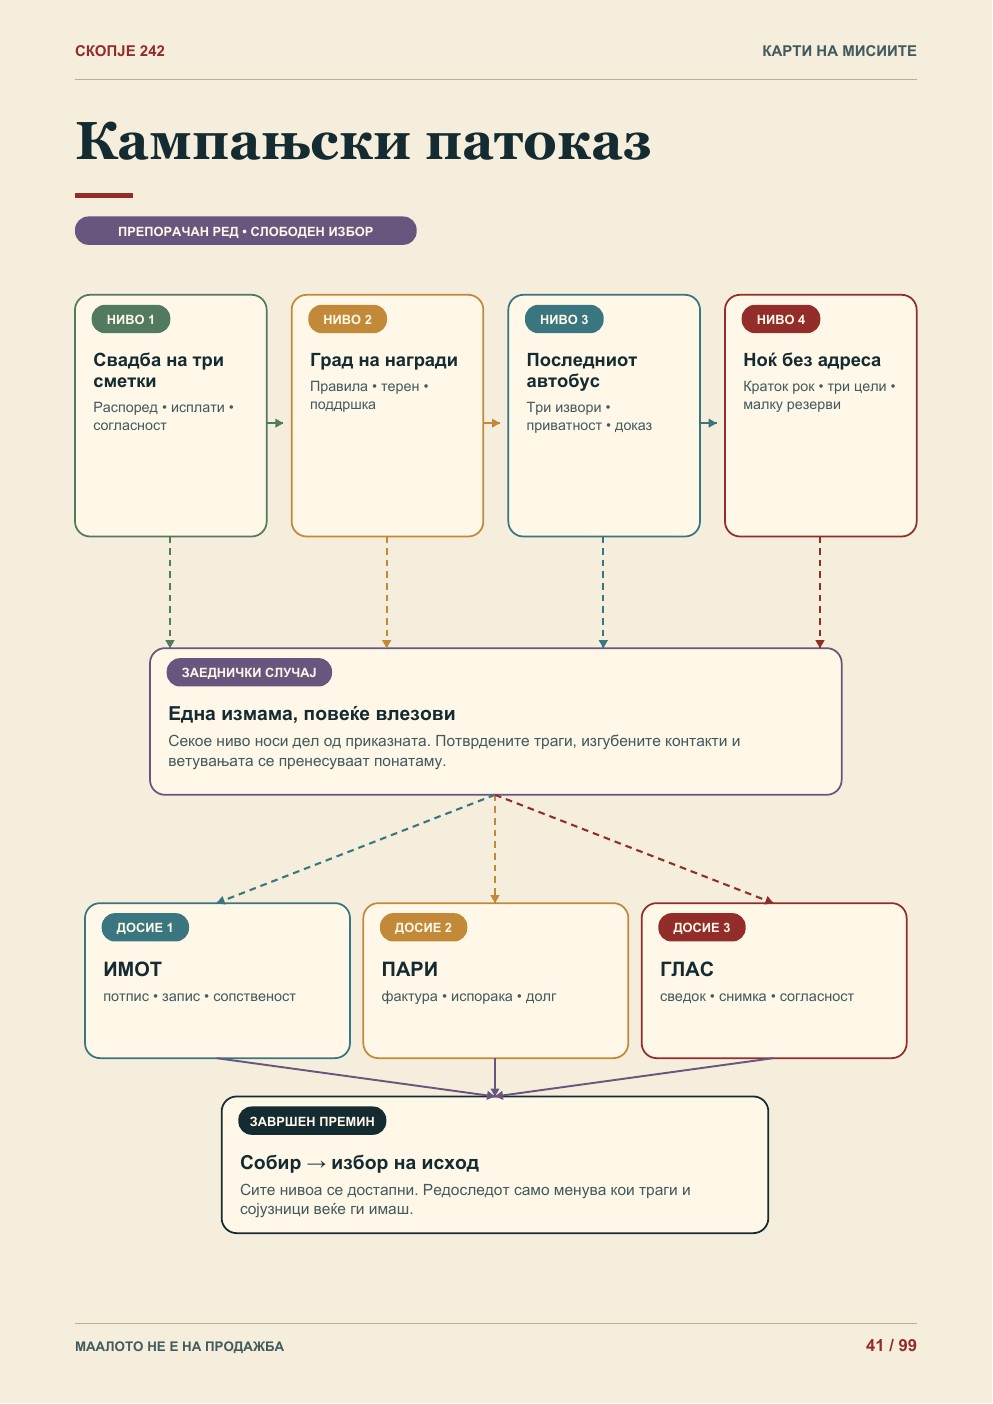 СКОПЈЕ 242
КАРТИ НА МИСИИТЕ
Кампањски патоказ
ПРЕПОРАЧАН РЕД • СЛОБОДЕН ИЗБОР
НИВО 1
Свадба на три
сметки
Распоред • исплати •
согласност
НИВО 2
Град на награди
Правила • терен •
поддршка
НИВО 3
Последниот
автобус
Три извори •
приватност • доказ
НИВО 4
Ноќ без адреса
Краток рок • три цели •
малку резерви
ЗАЕДНИЧКИ СЛУЧАЈ
Една измама, повеќе влезови
Секое ниво носи дел од приказната. Потврдените траги, изгубените контакти и
ветувањата се пренесуваат понатаму.
ДОСИЕ 1
ИМОТ
потпис • запис • сопственост
ДОСИЕ 2
ПАРИ
фактура • испорака • долг
ДОСИЕ 3
ГЛАС
сведок • снимка • согласност
ЗАВРШЕН ПРЕМИН
Собир → избор на исход
Сите нивоа се достапни. Редоследот само менува кои траги и
сојузници веќе ги имаш.
МААЛОТО НЕ Е НА ПРОДАЖБА
41 / 99